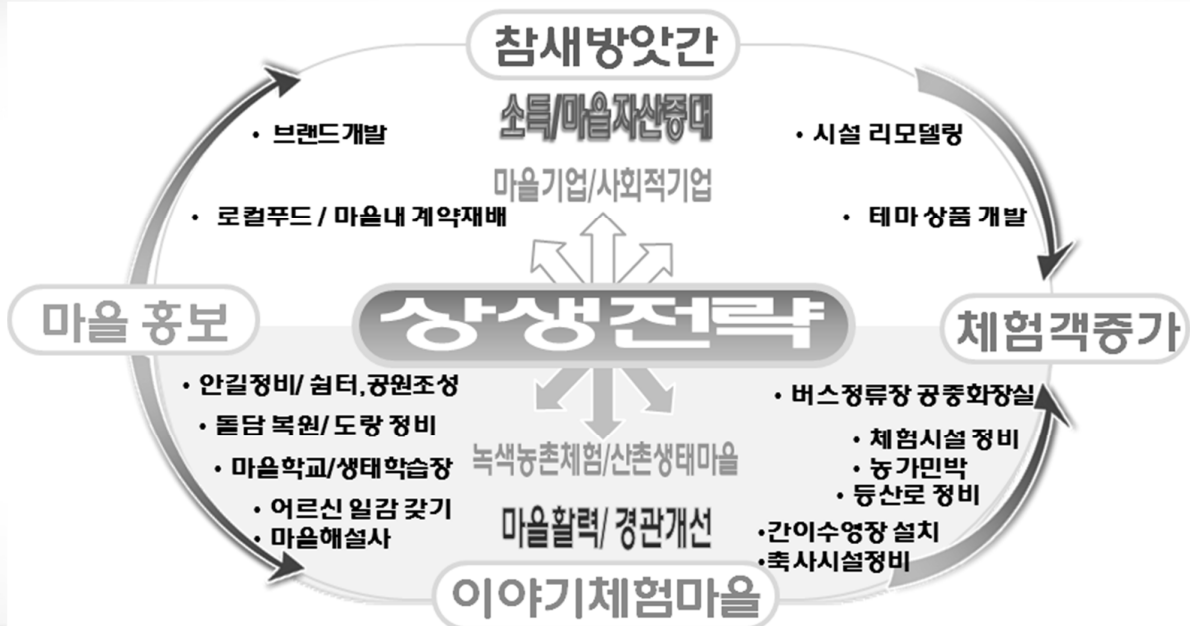 참새방앗간
소득/마을자산증대
• 브랜드개발
• 시설 리모델링
마을기업/사회적기업
• 로컬푸드 / 마을내 계약재배
• 테마 상품 개발
마을 홍보
상생전략
체험객증가
• 안길정비/ 쉼터,공원조성
• 돌담 복원/ 도랑 정비
• 마을학교/생태학습장
• 어르신 일감 갖기
• 마을해설사
녹색농촌체험/산촌생태마을
마을활력/ 경관개선
• 버스정류장 공중화장실
• 체험시설 정비
• 농가민박
• 등산로 정비
•간이수영장 설치
•축사시설정비
이야기체험마을